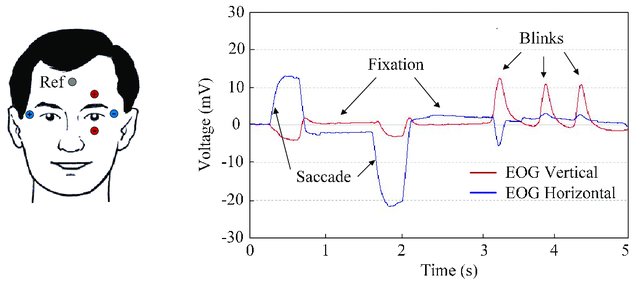 Ref
30
20
10
0
-10
-20
-30
Voltage (mV)
Blinks
Fixation
Saccade
EOG Vertical
EOG Horizontal
0
1
2
3
4
5
Time (s)